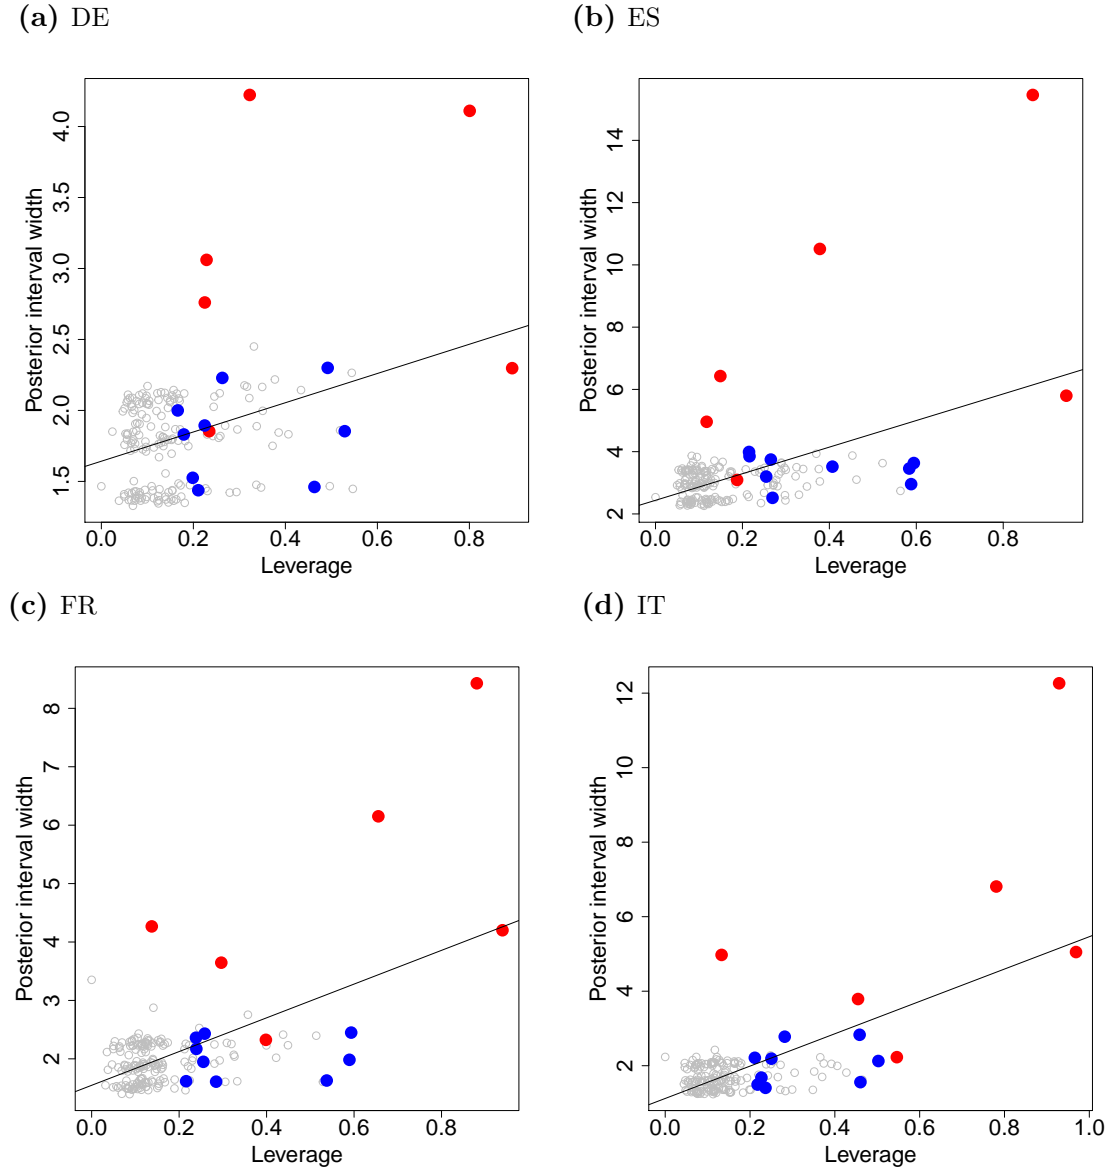 (a) DE
Posterior interval width
1.5 2.0 2.5 3.0 3.5 4.0
0.0 0.2 0.4 0.6 0.8
Leverage
(b) ES
Posterior interval width
2 4 6 8 10 12 14
0.0 0.2 0.4 0.6 0.8
Leverage
(c) FR
Posterior interval width
2 3 4 5 6 7 8
0.0 0.2 0.4 0.6 0.8
Leverage
(d) IT
Posterior interval width
2 4 6 8 10 12
0.0 0.2 0.4 0.6 0.8 1.0
Leverage